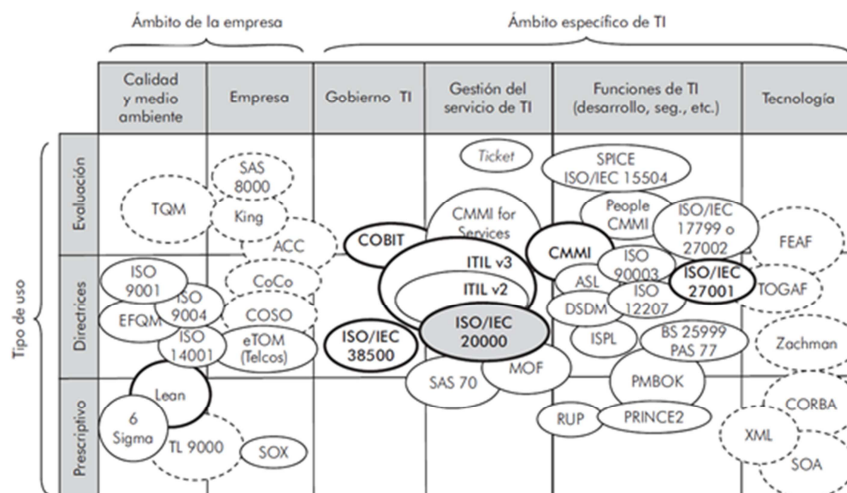 Ámbito de la empresa
Ámbito específico de TI
Calidad
y medio
ambiente
Empresa
Gobierno TI
Gestión del
servicio de TI
Funciones de TI
(desarrollo, seg., etc.)
Tecnología
Tipo de uso
Evaluación
TQM
SAS
8000
King
ACC
COBIT
Ticket
CMMI for
Services
SPICE
ISO/IEC 15504
People
CMMI
ISO/IEC
17799 o
27002
FEAF
CMMI
Directrices
ISO
9001
ISO
9004
EFQM
ISO
14001
CoCo
COSO
eTOM
(Telcos)
ISO/IEC
38500
ITIL v3
ITIL v2
ISO/IEC
20000
ASL
ISO
90003
ISO/IEC
27001
DSDM
ISO
12207
ISPL
BS 25999
PAS 77
TOGAF
Zachman
Prescriptivo
Lean
6
Sigma
TL 9000
SOX
SAS 70
MOF
PMBOK
RUP
PRINCE2
CORBA
XML
SOA